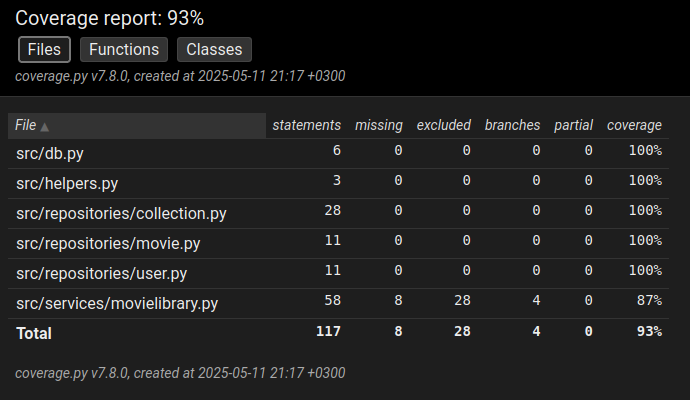 Coverage report: 93%
Files Functions Classes
coverage.py v7.8.0, created at 2025-05-11 21:17 +0300
File ▲ statements missing excluded branches partial coverage
src/db.py 6 0 0 0 0 100%
src/helpers.py 3 0 0 0 0 100%
src/repositories/collection.py 28 0 0 0 0 100%
src/repositories/movie.py 11 0 0 0 0 100%
src/repositories/user.py 11 0 0 0 0 100%
src/services/movielibrary.py 58 8 28 4 0 87%
Total 117 8 28 4 0 93%
coverage.py v7.8.0, created at 2025-05-11 21:17 +0300